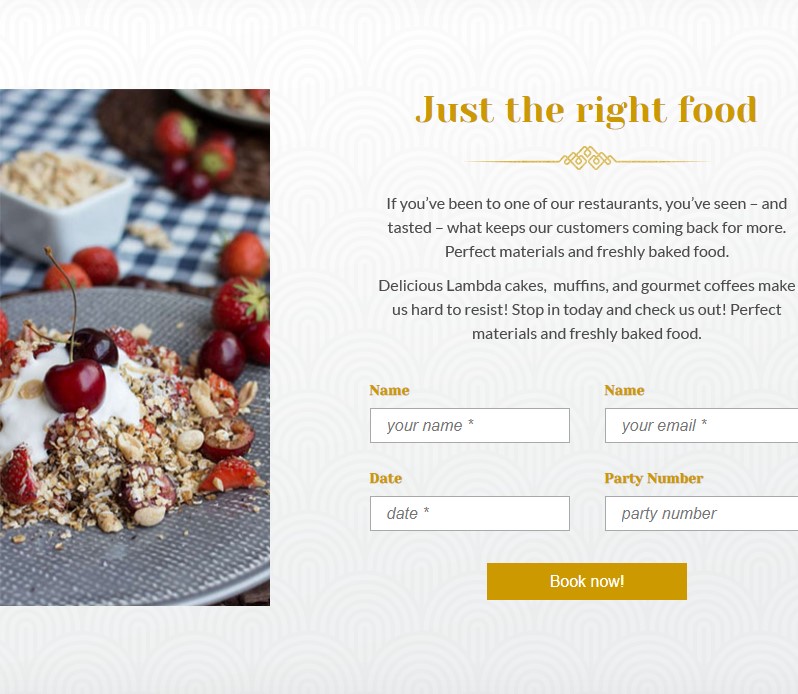 Just the right food
If you’ve been to one of our restaurants, you’ve seen – and
tasted – what keeps our customers coming back for more.
Perfect materials and freshly baked food.
Delicious Lambda cakes,  muffins, and gourmet coffees make
us hard to resist! Stop in today and check us out! Perfect
materials and freshly baked food.
Name
Name
your name *
your email *
Date
Party Number
date *
party number
Book now!